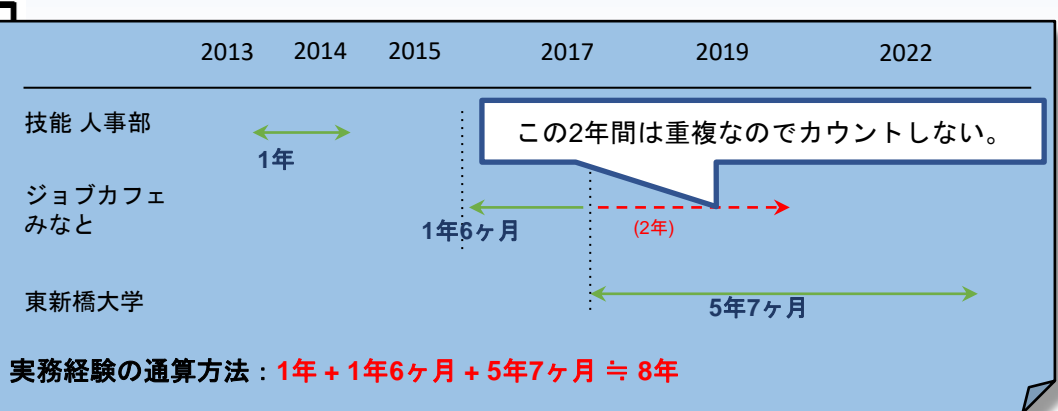 2013 2014 2015 2017 2019 2022
技能 人事部
この2年間は重複なのでカウントしない。
1年
ジョブカフェ
みなと
1年6ヶ月
(2年)
東新橋大学
5年7ヶ月
実務経験の通算方法：1年 + 1年6ヶ月 + 5年7ヶ月 ≒ 8年